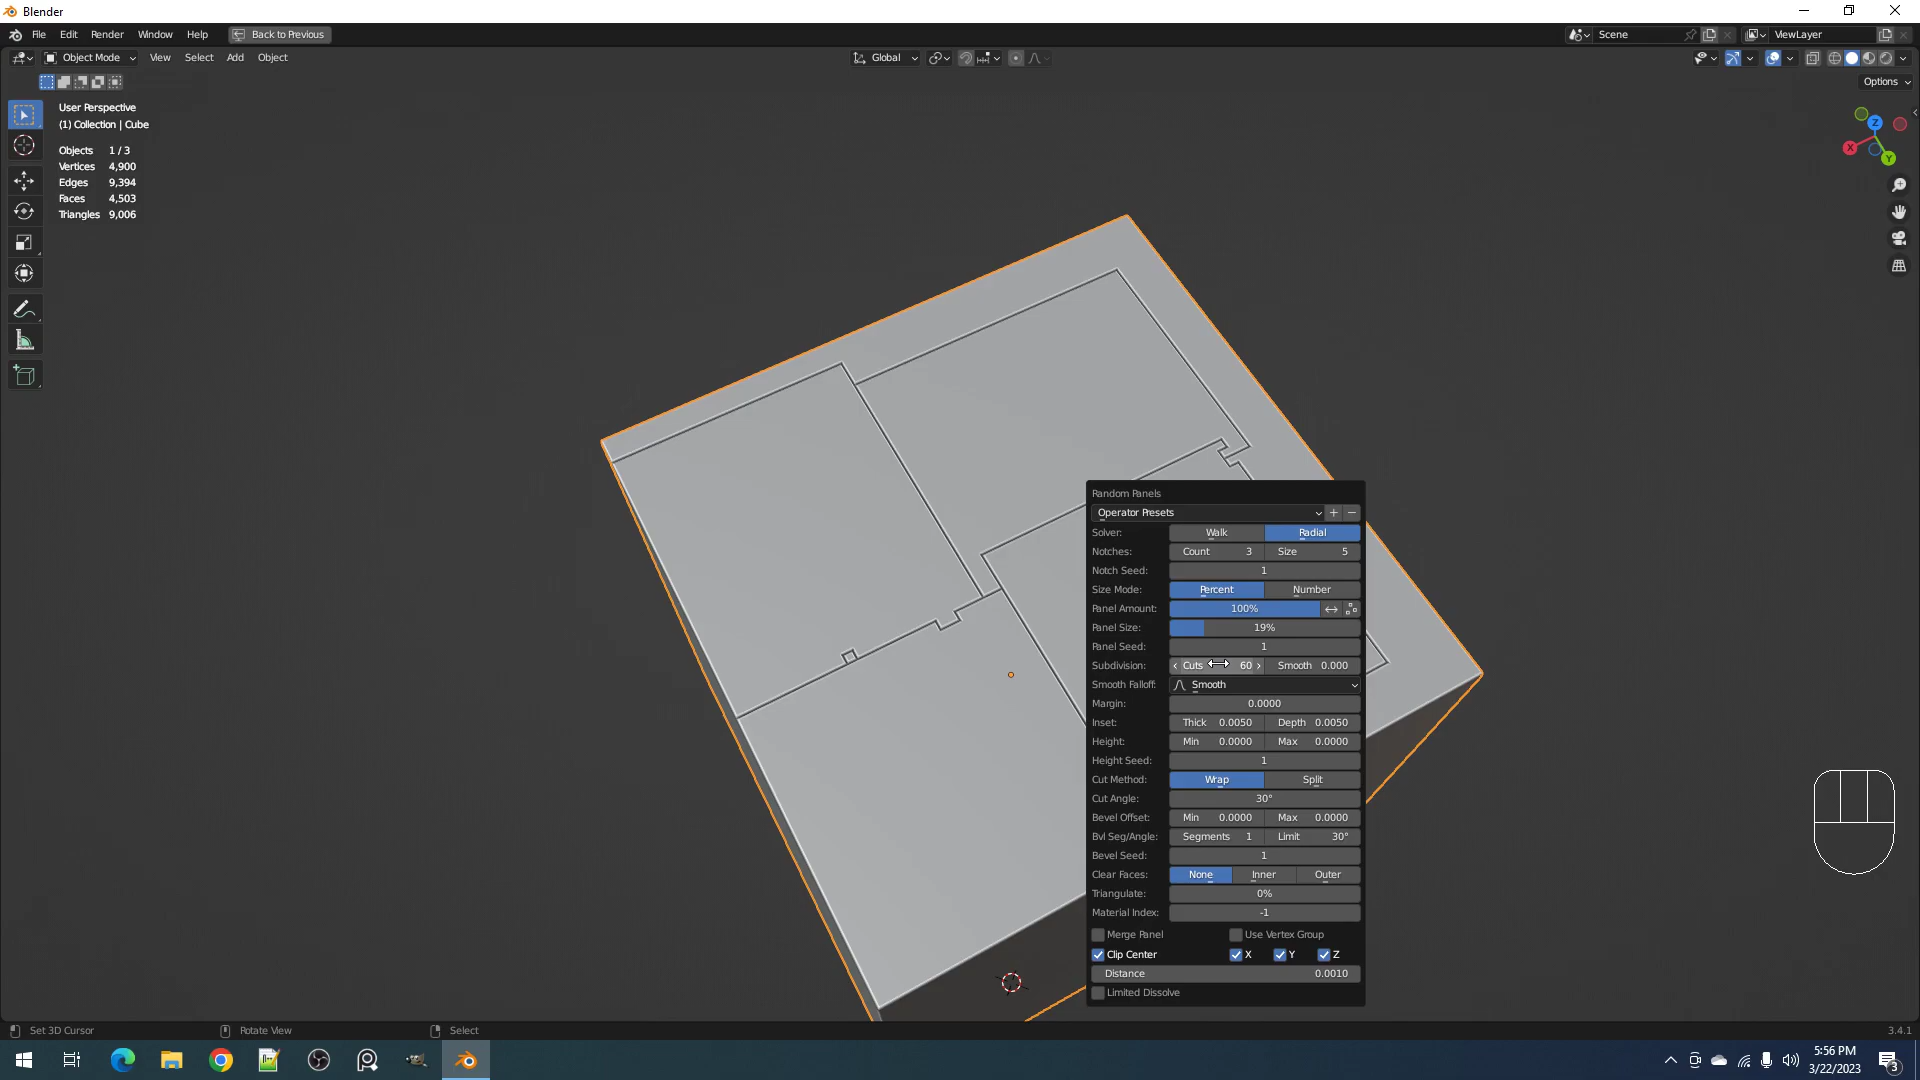 Blender
File Edit Render Window Help Back to Previous Scene ViewLayer
Object Mode View Select Add Object Global
Options
User Perspective
(1) Collection | Cube
Objects 1 / 3
Vertices 4,900
Edges 9,394
Faces 4,503
Triangles 9,006
Z
X
Y
Random Panels
Operator Presets
Solver: Walk Radial
Notches: Count 3 Size 5
Notch Seed: 1
Size Mode: Percent Number
Panel Amount: 100%
Panel Size: 19%
Panel Seed: 1
Subdivision: Cuts 60 Smooth 0.000
Smooth Falloff: Smooth
Margin: 0.0000
Inset: Thick 0.0050 Depth 0.0050
Height: Min 0.0000 Max 0.0000
Height Seed: 1
Cut Method: Wrap Split
Cut Angle: 30°
Bevel Offset: Min 0.0000 Max 0.0000
Bvl Seg/Angle: Segments 1 Limit 30°
Bevel Seed: 1
Clear Faces: None Inner Outer
Triangulate: 0%
Material Index: -1
Merge Panel Use Vertex Group
Clip Center X Y Z
Distance 0.0010
Limited Dissolve
Set 3D Cursor Rotate View Select 3.4.1
5:56 PM
3/22/2023
3